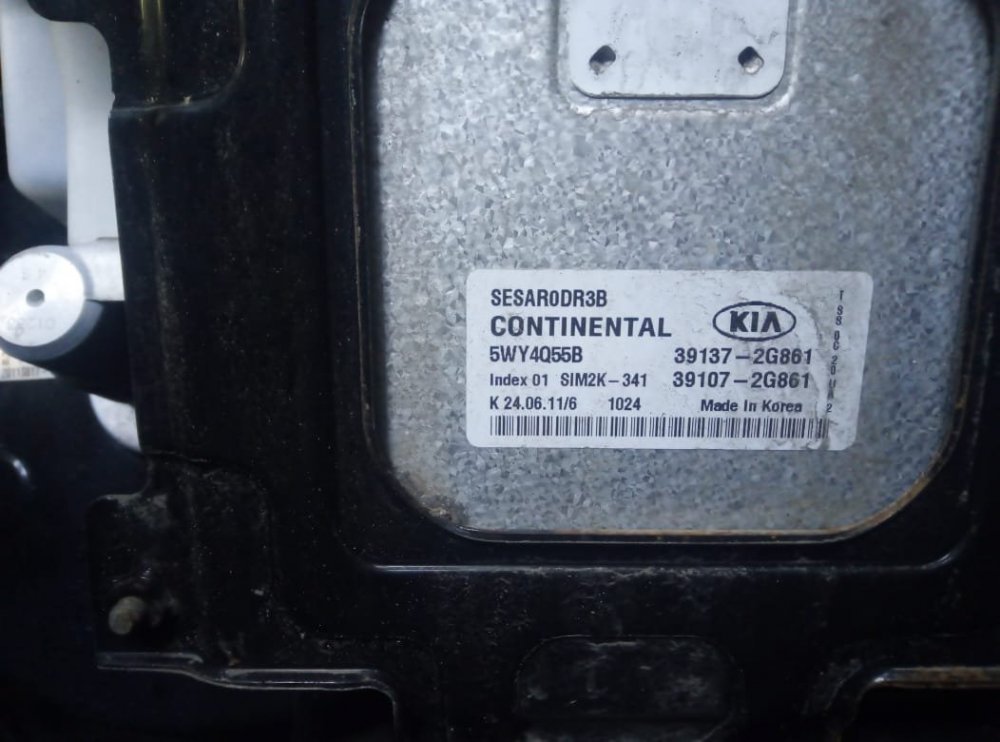 SESAR0DR3B
CONTINENTAL KIA
5WY4Q55B 39137-2G861
Index 01 SIM2K-341 39107-2G861
K 24.06.11/6 1024 Made In Korea